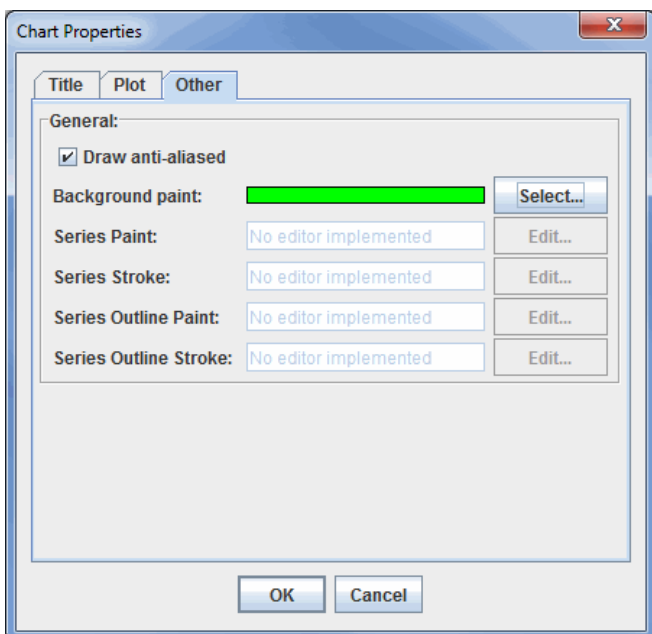 Chart Properties
Title Plot Other
General:
Draw anti-aliased
Background paint: Select...
Series Paint: No editor implemented Edit...
Series Stroke: No editor implemented Edit...
Series Outline Paint: No editor implemented Edit...
Series Outline Stroke: No editor implemented Edit...
OK Cancel